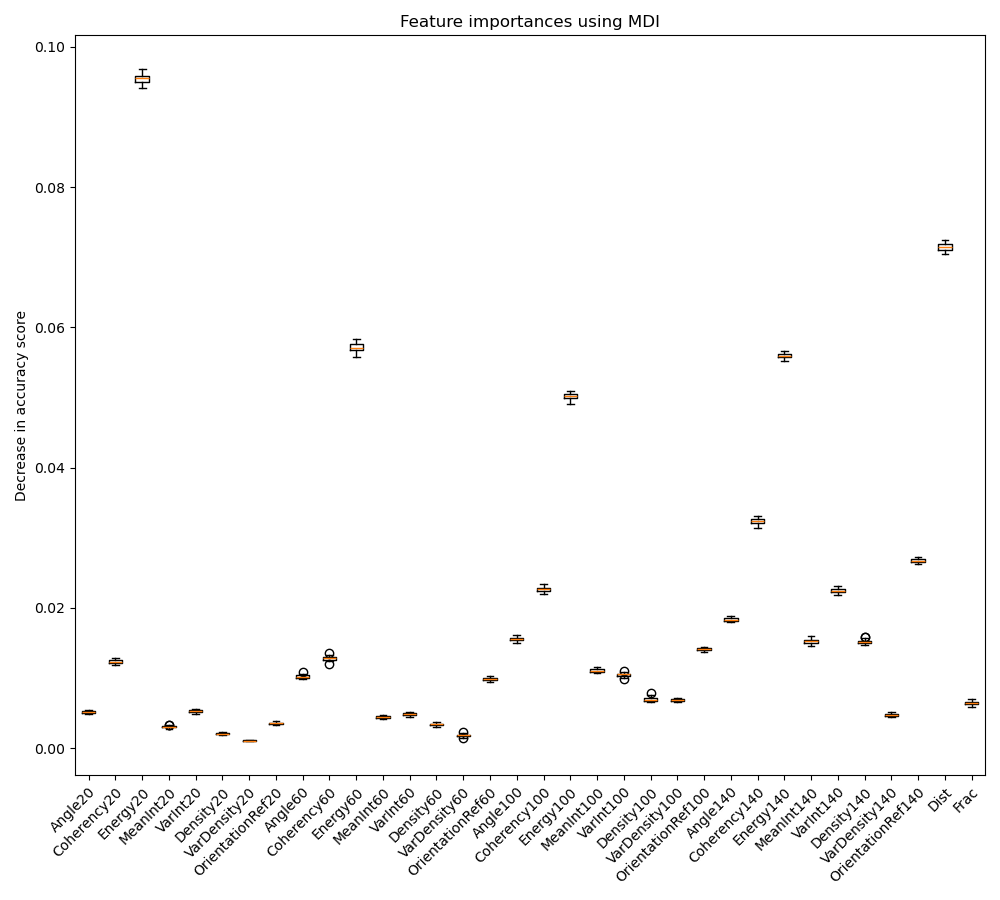 Feature importances using MDI
Decrease in accuracy score
0.10
0.08
0.06
0.04
0.02
0.00
Angle20
Coherency20
Energy20
MeanInt20
VarInt20
Density20
VarDensity20
OrientationRef20
Angle60
Coherency60
Energy60
MeanInt60
VarInt60
Density60
VarDensity60
OrientationRef60
Angle100
Coherency100
Energy100
MeanInt100
VarInt100
Density100
VarDensity100
OrientationRef100
Angle140
Coherency140
Energy140
MeanInt140
VarInt140
Density140
VarDensity140
OrientationRef140
Dist
Frac